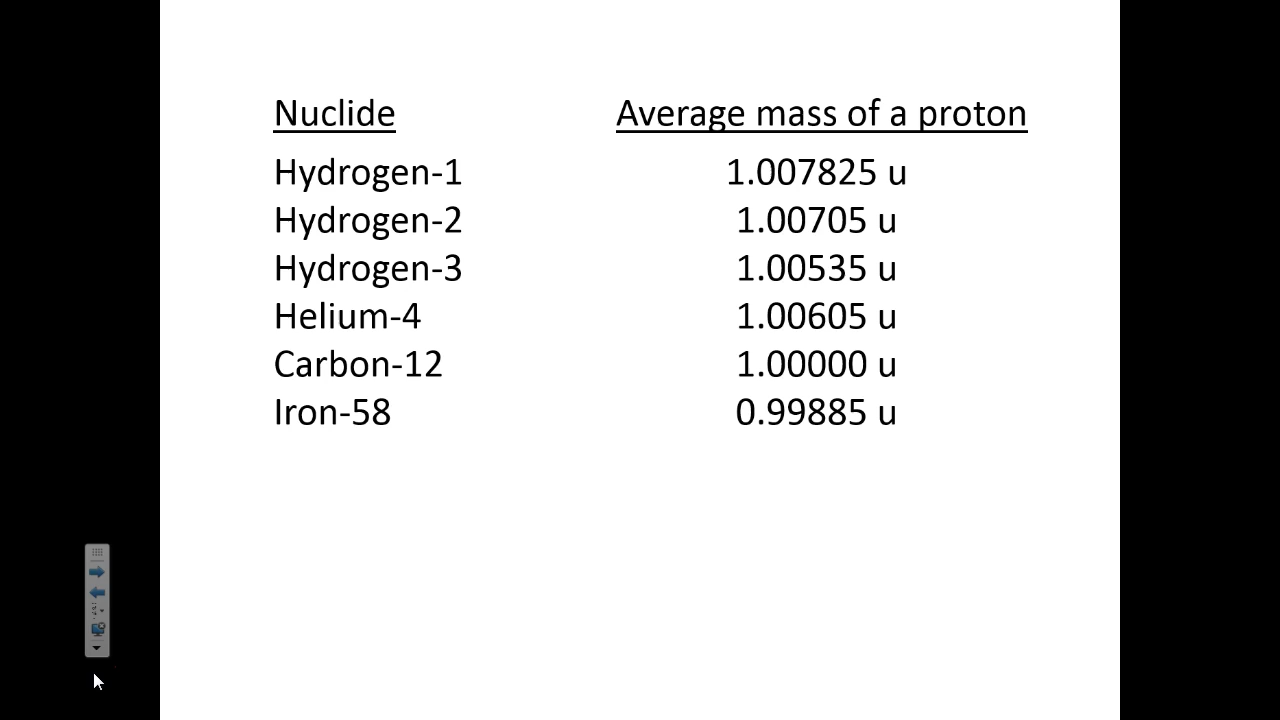 Nuclide Average mass of a proton
Hydrogen-1 1.007825 u
Hydrogen-2 1.00705 u
Hydrogen-3 1.00535 u
Helium-4 1.00605 u
Carbon-12 1.00000 u
Iron-58 0.99885 u